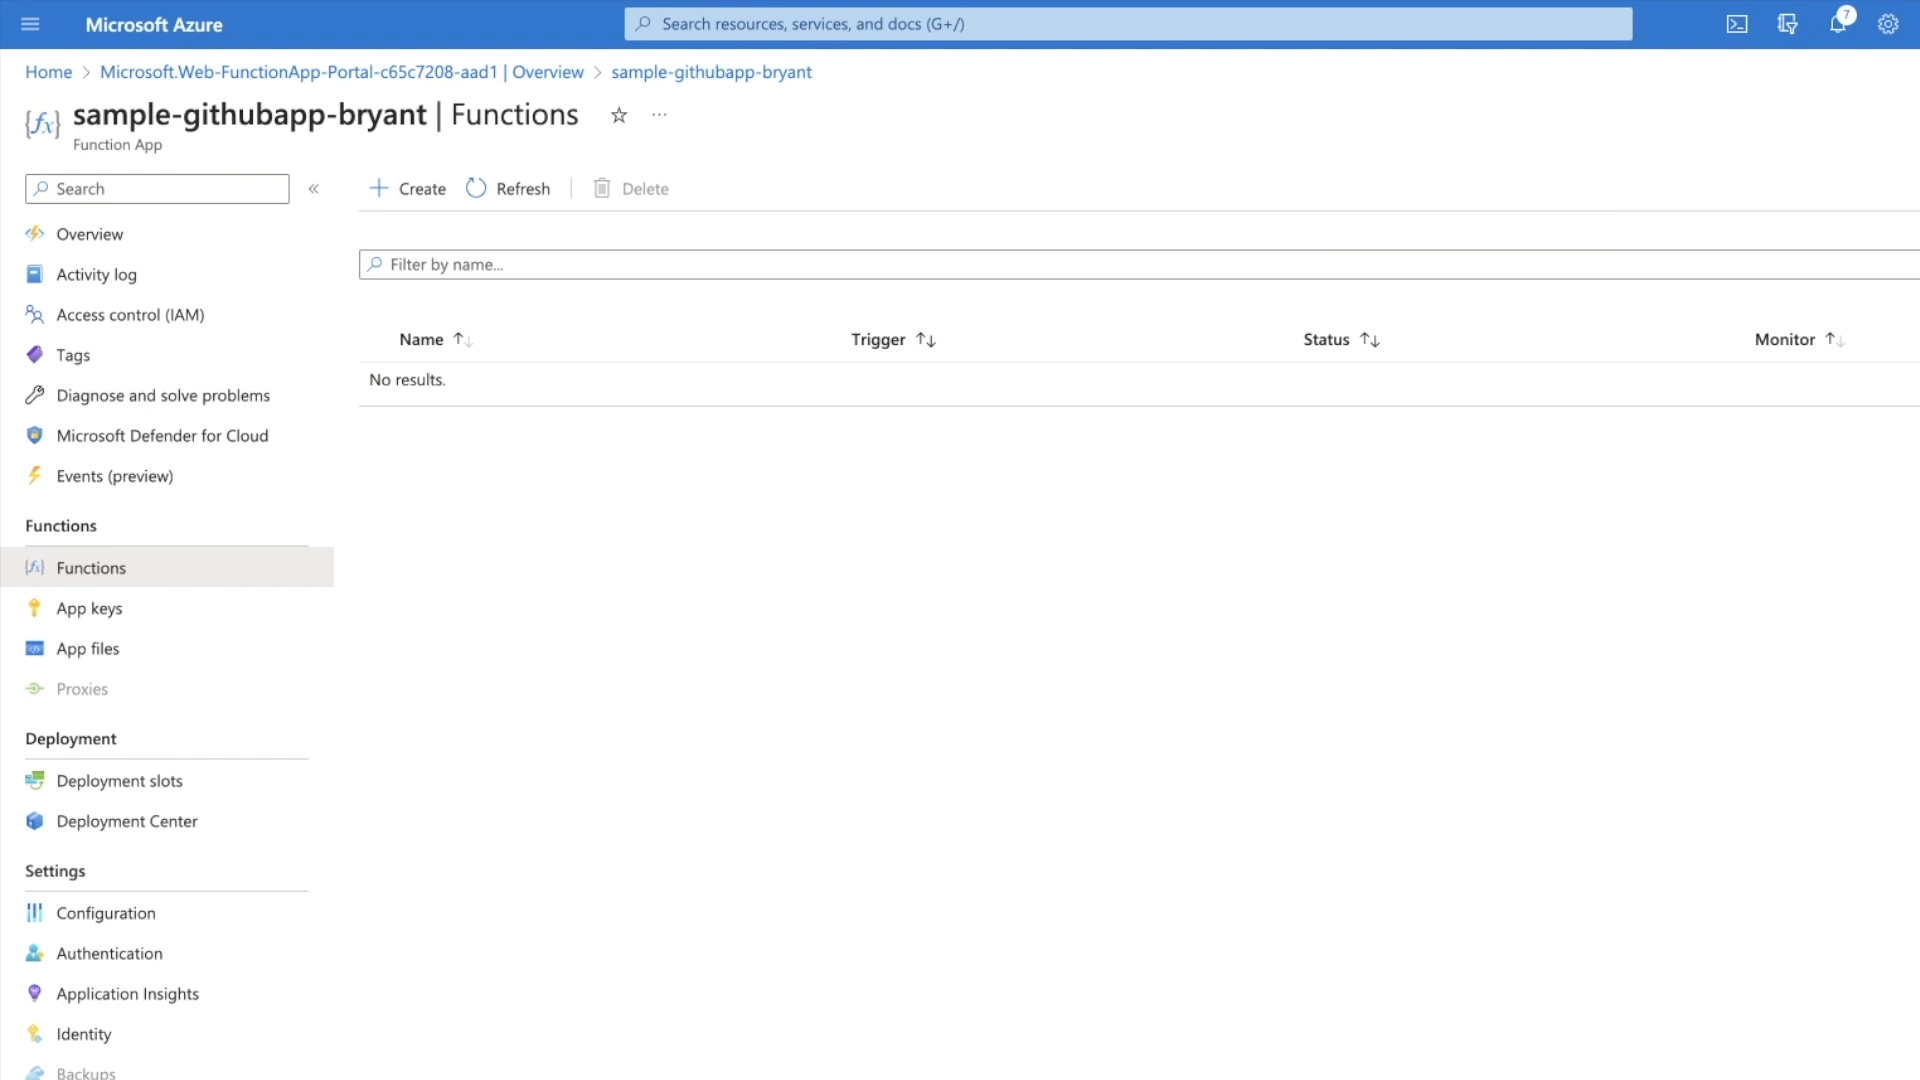 Microsoft Azure
Search resources, services, and docs (G+/)
7
Home > Microsoft.Web-FunctionApp-Portal-c65c7208-aad1 | Overview > sample-githubapp-bryant
sample-githubapp-bryant | Functions
Function App
Search
Create
Refresh
Delete
Overview
Activity log
Access control (IAM)
Tags
Diagnose and solve problems
Microsoft Defender for Cloud
Events (preview)
Functions
Functions
App keys
App files
Proxies
Deployment
Deployment slots
Deployment Center
Settings
Configuration
Authentication
Application Insights
Identity
Backups
Filter by name...
Name Trigger Status Monitor
No results.